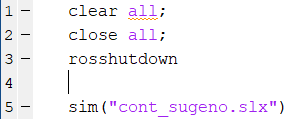 1 - clear all;
2 - close all;
3 - rosshutdown
4
5 - sim("cont_sugeno.slx")